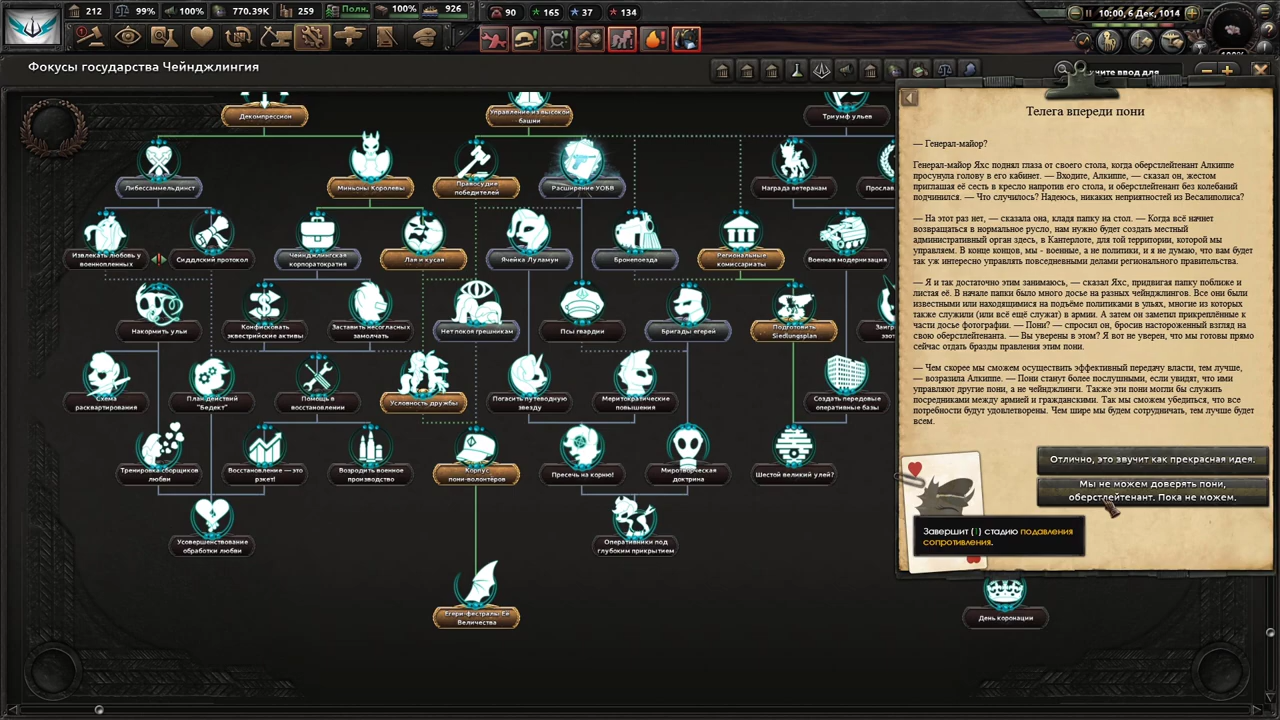 212 99% 100% 770.39K 259 Полн. 100% 926 90 165 37 134
10:00, 6 Дек, 1014
Фокусы государства Чейнджлингия
ите ввод для
Декомпрессия
Управление из высокой
башни
Триумф ульев
Либессаммельдинст
Миньоны Королевы
Правосудие
победителей
Расширение УОБВ
Награда ветеранам
Прослав
Извлекать любовь у
военнопленных
Сиддлский протокол
Чейнджлингская
корпоратократия
Лая и кусая
Ячейка Луламун
Бронепоезда
Региональные
комиссариаты
Военная модернизация
Накормить ульи
Конфисковать
эквестрийские активы
Заставить несогласных
замолчать
Нет покоя грешникам
Псы гвардии
Бригады егерей
Подготовить
Siedlungsplan
Схема
расквартирования
План действий
"Ведект"
Помощь в
восстановлении
Условность дружбы
Погасить путеводную
звезду
Меритократические
повышения
Создать передовые
оперативные базы
Тренировка сборщиков
любви
Восстановление — это
рэкет!
Возродить военное
производство
Корпус
пони-волонтёров
Пресечь на корню!
Миротворческая
доктрина
Шестой великий улей?
Усовершенствование
обработки любви
Оперативники под
глубоким прикрытием
Егери-фестралы Её
Величества
День коронации
Телега впереди пони
— Генерал-майор?
Генерал-майор Яхс поднял глаза от своего стола, когда оберстлейтенант Алкиппе
просунула голову в его кабинет. — Входите, Алкиппе, — сказал он, жестом
приглашая её сесть в кресло напротив его стола, и оберстлейтенант без колебаний
подчинился. — Что случилось? Надеюсь, никаких неприятностей из Весалиполиса?
— На этот раз нет, — сказала она, кладя папку на стол. — Когда всё начнет
возвращаться в нормальное русло, нам нужно будет создать местный
административный орган здесь, в Кантерлоте, для той территории, которой мы
управляем. В конце концов, мы - военные, а не политики, и я не думаю, что вам будет
так уж интересно управлять повседневными делами регионального правительства.
— Я и так достаточно этим занимаюсь, — сказал Яхс, придвигая папку поближе и
листая её. В начале папки было много досье на разных чейнджлингов. Все они были
известными или находящимися на подъёме политиками в ульях, многие из которых
также служили (или всё ещё служат) в армии. А затем он заметил прикреплённые к
части досье фотографии. — Пони? — спросил он, бросив настороженный взгляд на
свою оберстлейтенанта. — Вы уверены в этом? Я вот не уверен, что мы готовы прямо
сейчас отдать бразды правления этим пони.
— Чем скорее мы сможем осуществить эффективный передачу власти, тем лучше,
— возразила Алкиппе. — Пони станут более послушными, если увидят, что ими
управляют другие пони, а не чейнджлинги. Также эти пони могли бы служить
посредниками между армией и гражданскими. Так мы сможем убедиться, что все
потребности будут удовлетворены. Чем шире мы будем сотрудничать, тем лучше будет
всем.
Отлично, это звучит как прекрасная идея.
Мы не можем доверять пони,
оберстлейтенант. Пока не можем.
Завершит (1) стадию подавления
сопротивления.